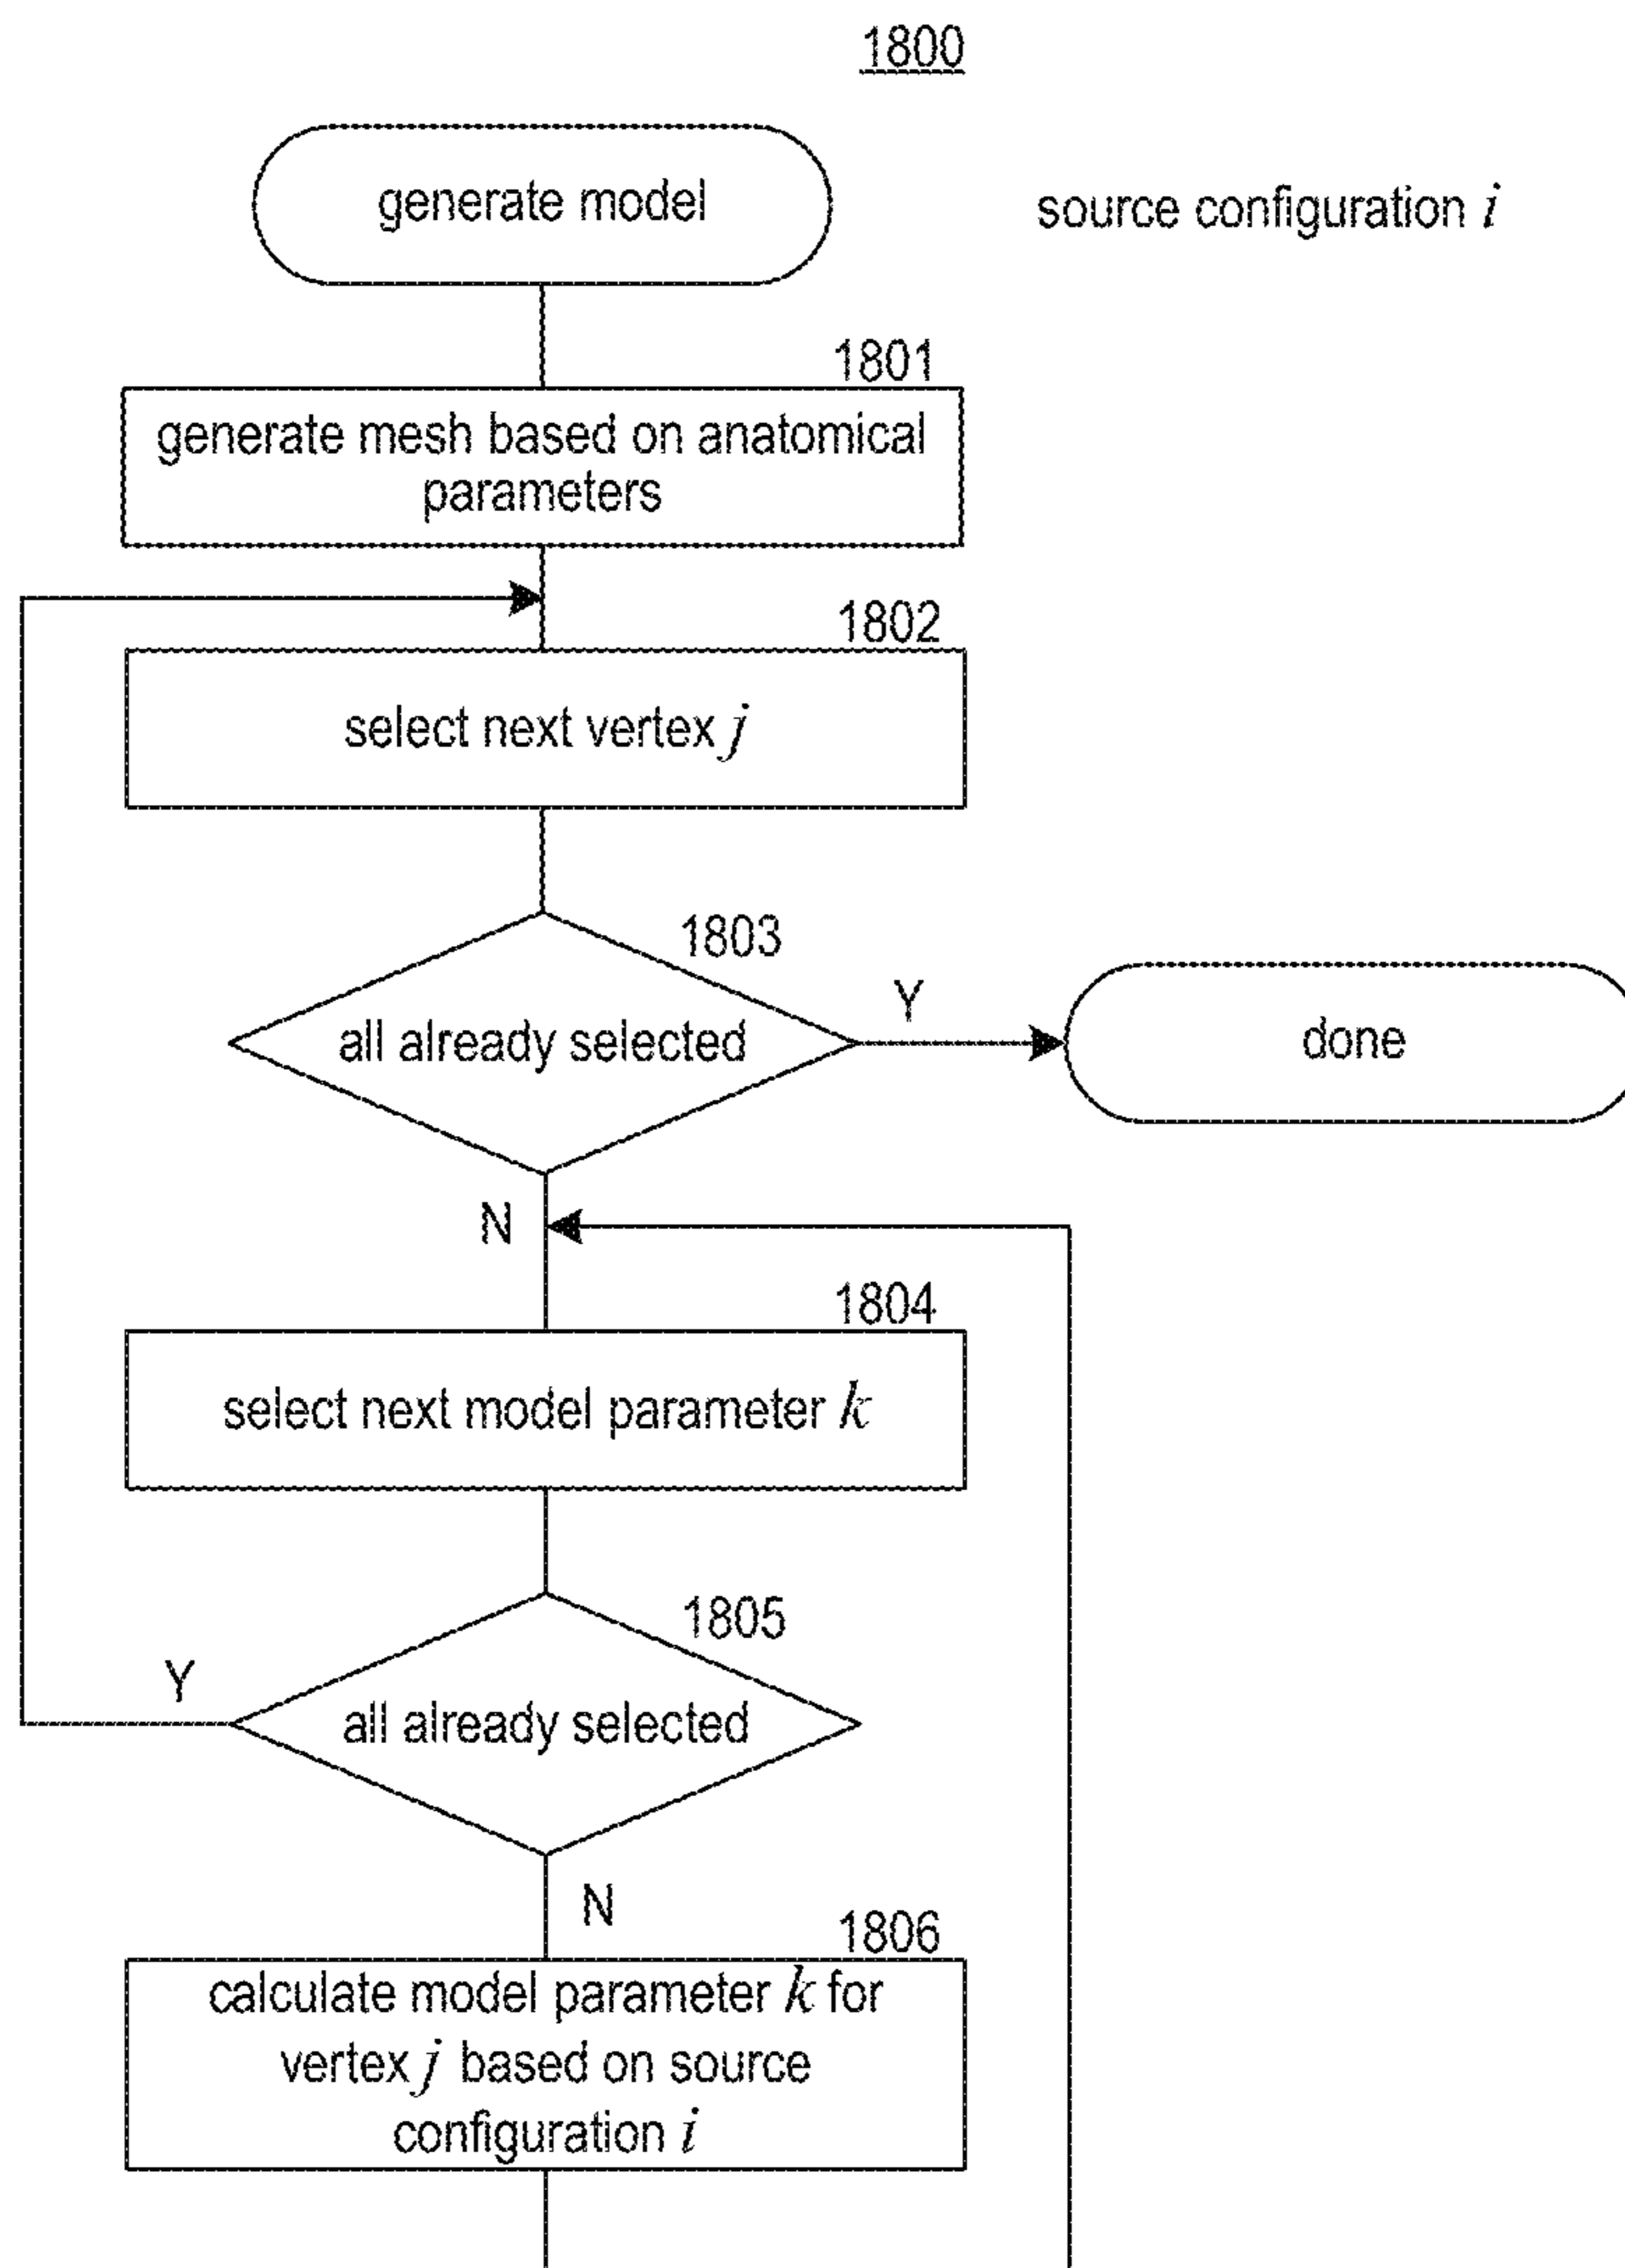 1800
generate model
source configuration i
1801
generate mesh based on anatomical
parameters
1802
select next vertex j
1803
all already selected
Y
done
N
1804
select next model parameter k
1805
Y
all already selected
N
1806
calculate model parameter k for
vertex j based on source
configuration i